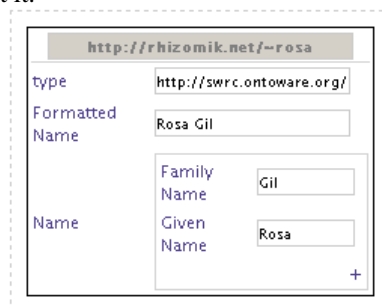 http://rhizomik.net/~rosa
type http://swrc.ontoware.org/
Formatted
Name Rosa Gil
Name
Family
Name Gil
Given
Name Rosa
+